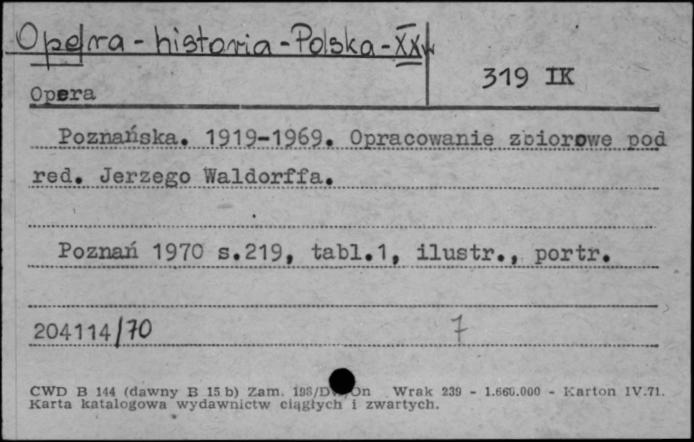 Opera - historia - Polska - XX w
319 IK
Opera
Poznańska. 1919-1969. Opracowanie zbiorowe pod
red. Jerzego Waldorffa.
Poznań 1970 s.219, tabl.1, ilustr., portr.
204114/70 7
CWD B 144 (dawny B 15 b) Zam. Wrak 239 - 1.660.000 - Karton IV.71.
Karta katalogowa wydawnictw ciągłych i zwartych.